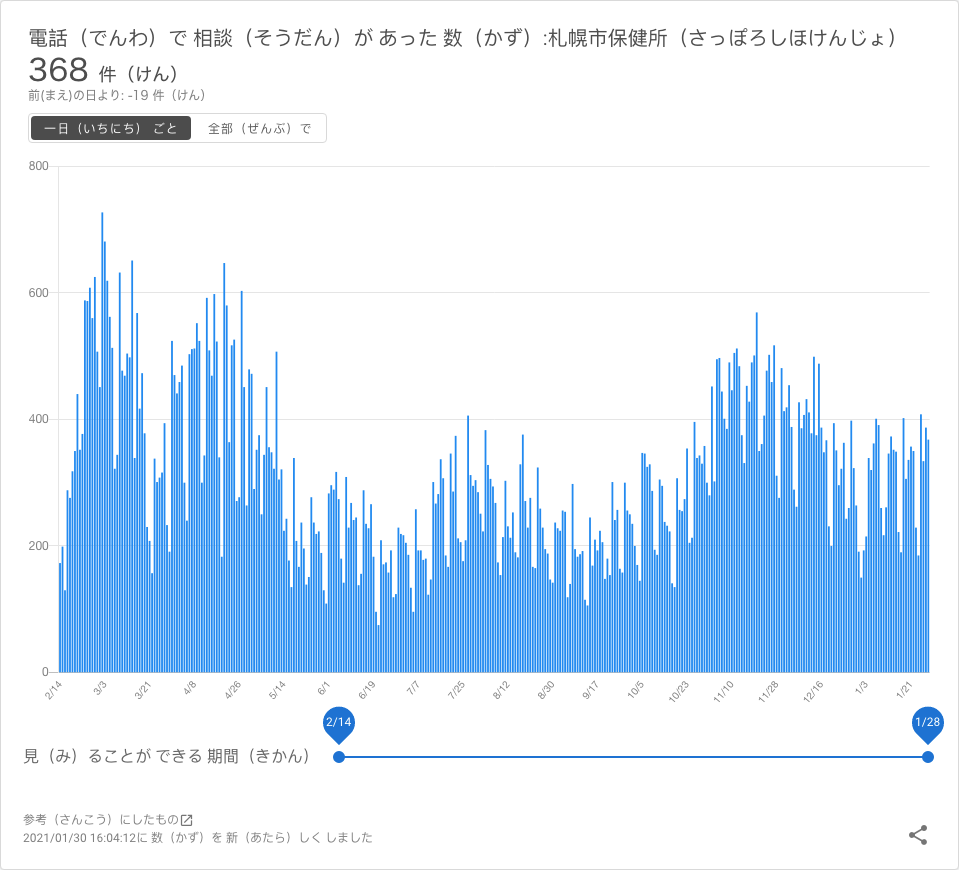 電話（でんわ）で 相談（そうだん）が あった 数（かず）:札幌市保健所（さっぽろしほけんじょ）
368 件（けん）
前(まえ)の日より: -19 件（けん）
一日（いちにち） ごと 全部（ぜんぶ）で
800
600
400
200
0
2/14 3/3 3/21 4/8 4/26 5/14 6/1 6/19 7/7 7/25 8/12 8/30 9/17 10/5 10/23 11/10 11/28 12/16 1/3 1/21
2/14 1/28
見（み）ることが できる 期間（きかん）
参考（さんこう）にしたもの
2021/01/30 16:04:12に 数（かず）を 新（あたら）しく しました